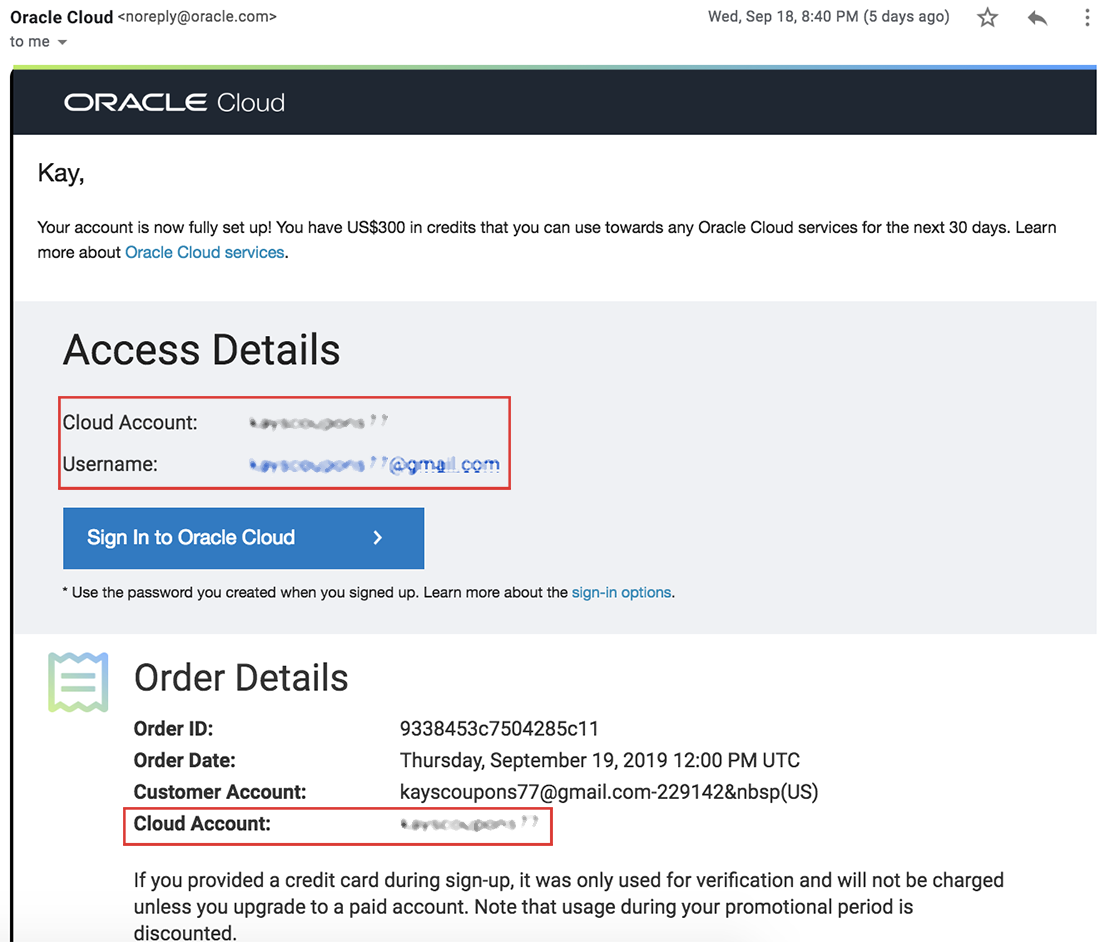 Oracle Cloud <noreply@oracle.com>
Wed, Sep 18, 8:40 PM (5 days ago)
to me
ORACLE Cloud
Kay,
Your account is now fully set up! You have US$300 in credits that you can use towards any Oracle Cloud services for the next 30 days. Learn
more about Oracle Cloud services.
Access Details
Cloud Account:
Username: @gmail.com
Sign In to Oracle Cloud
* Use the password you created when you signed up. Learn more about the sign-in options.
Order Details
Order ID: 9338453c7504285c11
Order Date: Thursday, September 19, 2019 12:00 PM UTC
Customer Account: kayscoupons77@gmail.com-229142&nbsp(US)
Cloud Account:
If you provided a credit card during sign-up, it was only used for verification and will not be charged
unless you upgrade to a paid account. Note that usage during your promotional period is
discounted.